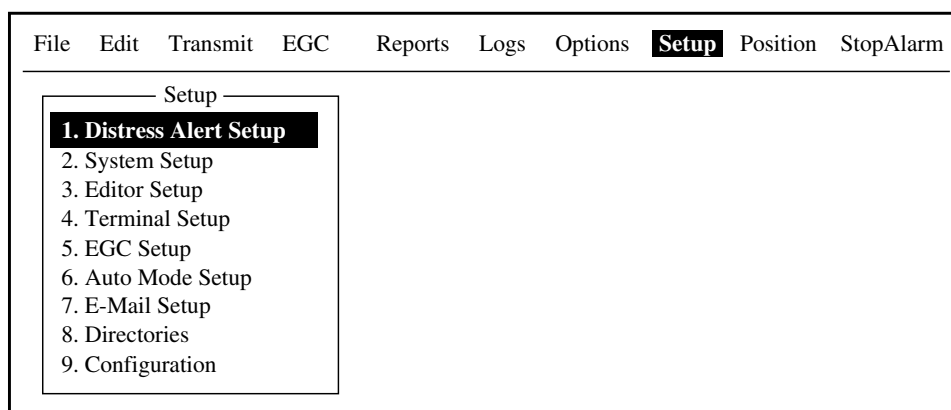 File Edit Transmit EGC Reports Logs Options Setup Position StopAlarm
Setup
1. Distress Alert Setup
2. System Setup
3. Editor Setup
4. Terminal Setup
5. EGC Setup
6. Auto Mode Setup
7. E-Mail Setup
8. Directories
9. Configuration